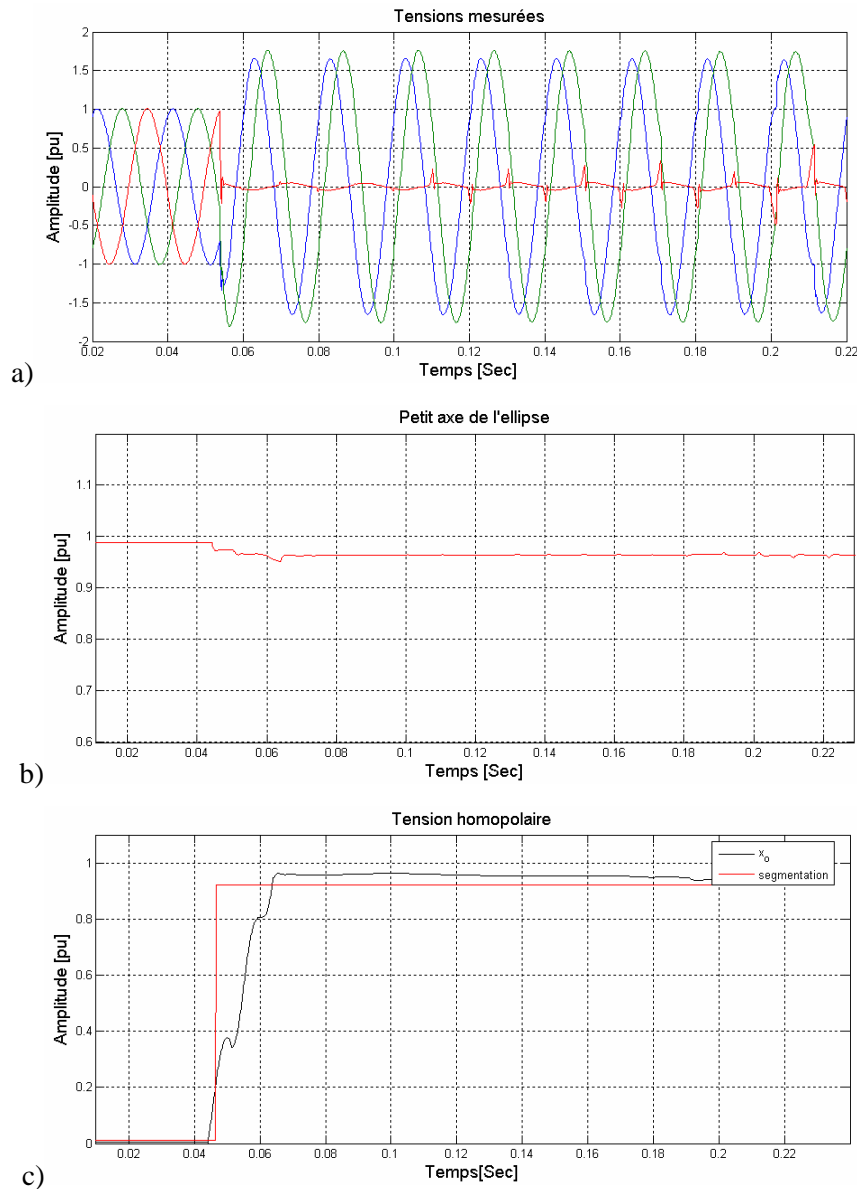 Tensions mesurées
Amplitude [pu]
2
1.5
1
0.5
0
-0.5
-1
-1.5
-2
0.02 0.04 0.06 0.08 0.1 0.12 0.14 0.16 0.18 0.2 0.22
Temps [Sec]
a)
Petit axe de l'ellipse
Amplitude [pu]
1.1
1
0.9
0.8
0.7
0.6
0.02 0.04 0.06 0.08 0.1 0.12 0.14 0.16 0.18 0.2 0.22
Temps [Sec]
b)
Tension homopolaire
Amplitude [pu]
1
0.8
0.6
0.4
0.2
0
x_o
segmentation
0.02 0.04 0.06 0.08 0.1 0.12 0.14 0.16 0.18 0.2 0.22
Temps[Sec]
c)